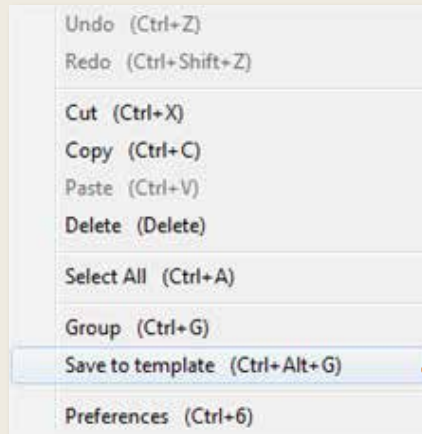 Undo (Ctrl+Z)
Redo (Ctrl+Shift+Z)
Cut (Ctrl+X)
Copy (Ctrl+C)
Paste (Ctrl+V)
Delete (Delete)
Select All (Ctrl+A)
Group (Ctrl+G)
Save to template (Ctrl+Alt+G)
Preferences (Ctrl+6)